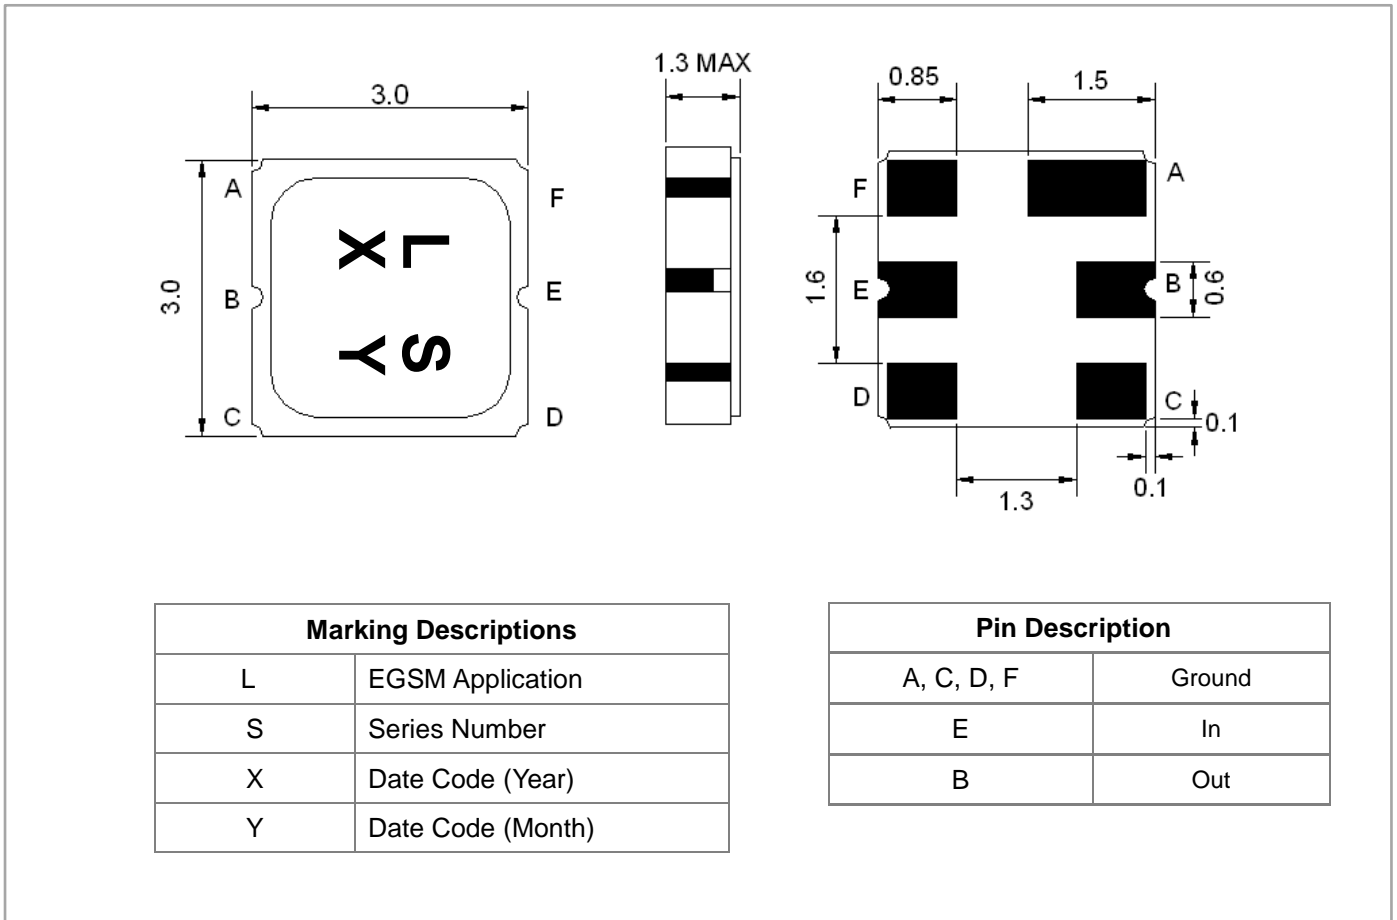 3.0
3.0
A
F
L
X
B
E
S
Y
C
D
1.3 MAX
0.85
1.5
F
A
1.6
E
B
0.6
D
C
0.1
0.1
1.3
Marking Descriptions
L EGSM Application
S Series Number
X Date Code (Year)
Y Date Code (Month)
Pin Description
A, C, D, F Ground
E In
B Out